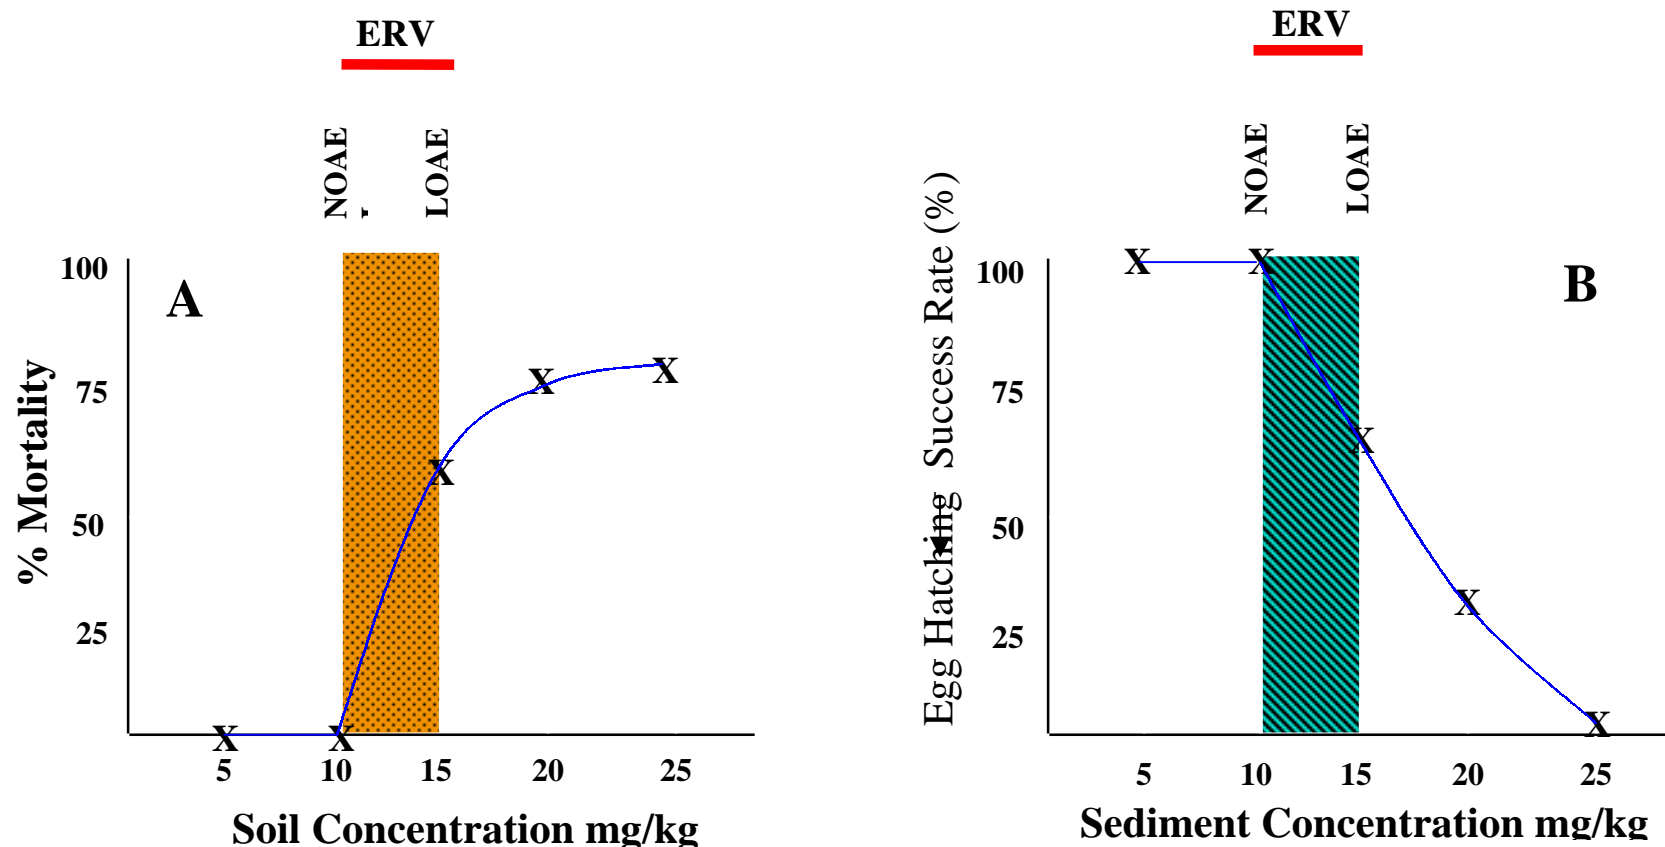 ERV
NOAE
LOAE
A
% Mortality
100
75
50
25
X
X
X
X
X
5 10 15 20 25
Soil Concentration mg/kg
ERV
NOAE
LOAE
B
Egg Hatching Success Rate (%)
100
75
50
25
X
X
X
X
X
5 10 15 20 25
Sediment Concentration mg/kg